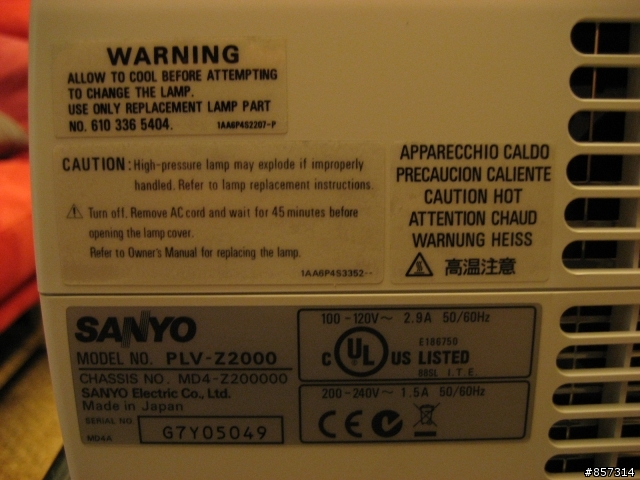 WARNING
ALLOW TO COOL BEFORE ATTEMPTING
TO CHANGE THE LAMP.
USE ONLY REPLACEMENT LAMP PART
NO. 610 336 5404.
1AA6P4S2207-P
CAUTION: High-pressure lamp may explode if improperly
handled. Refer to lamp replacement instructions.
Turn off. Remove AC cord and wait for 45 minutes before
opening the lamp cover.
Refer to Owner's Manual for replacing the lamp.
1AA6P4S3352--
APPARECCHIO CALDO
PRECAUCION CALIENTE
CAUTION HOT
ATTENTION CHAUD
WARNUNG HEISS
高温注意
SANYO
MODEL NO. PLV-Z2000
CHASSIS NO. MD4-Z200000
SANYO Electric Co., Ltd.
Made in Japan
SERIAL NO.
MD4A
G7Y05049
100-120V~ 2.9A 50/60Hz
E186750
C UL US LISTED
88SL I.T.E.
200-240V~ 1.5A 50/60Hz
CE
#857314